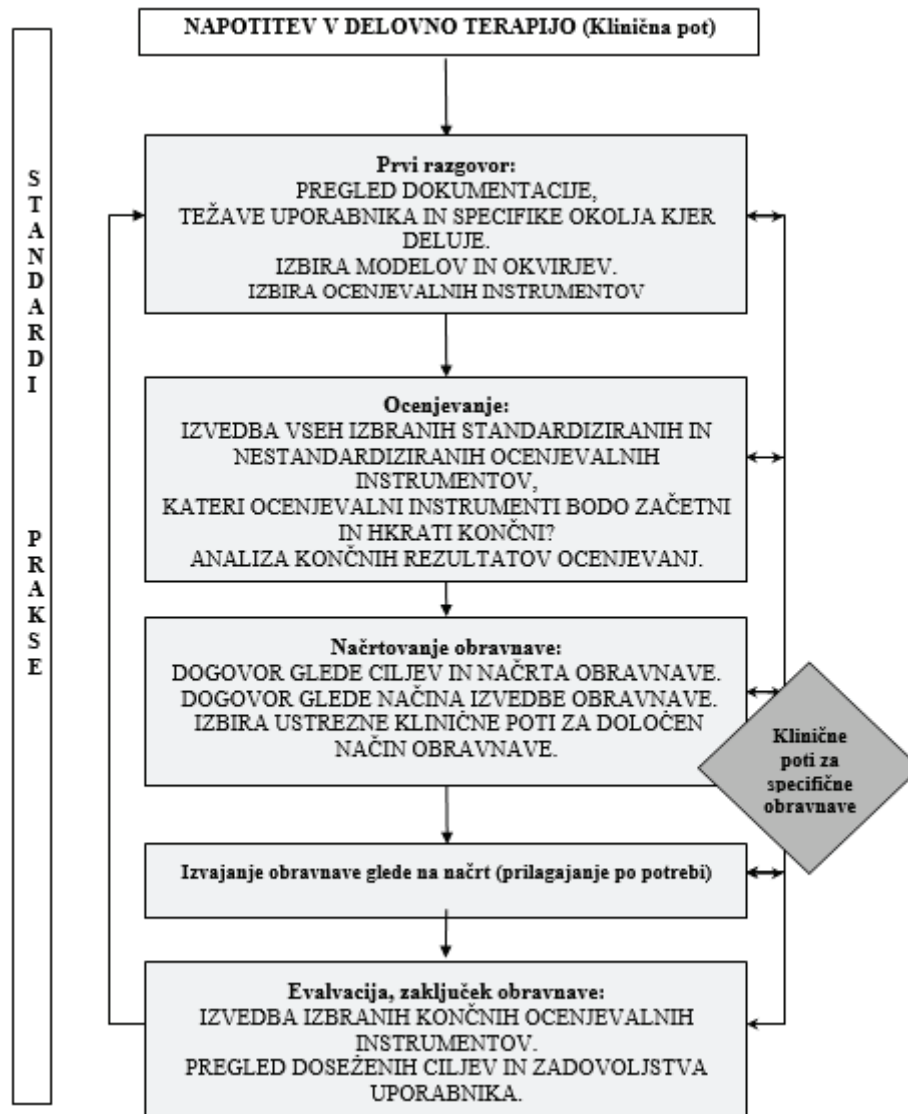 NAPOTITEV V DELOVNO TERAPIJO (Klinična pot)
STANDARDI PRAKSE
Prvi razgovor:
PREGLED DOKUMENTACIJE,
TEŽAVE UPORABNIKA IN SPECIFIKE OKOLJA KJER
DELUJE.
IZBIRA MODELOV IN OKVIRJEV.
IZBIRA OCENJEVALNIH INSTRUMENTOV
Ocenjevanje:
IZVEDBA VSEH IZBRANIH STANDARDIZIRANIH IN
NESTANDARDIZIRANIH OCENJEVALNIH
INSTRUMENTOV,
KATERI OCENJEVALNI INSTRUMENTI BODO ZAČETNI
IN HKRATI KONČNI?
ANALIZA KONČNIH REZULTATOV OCENJEVANJ.
Načrtovanje obravnave:
DOGOVOR GLEDE CILJEV IN NAČRTA OBRAVNAVE.
DOGOVOR GLEDE NAČINA IZVEDBE OBRAVNAVE.
IZBIRA USTREZNE KLINIČNE POTI ZA DOLOČEN
NAČIN OBRAVNAVE.
Klinične
poti za
specifične
obravnave
Izvajanje obravnave glede na načrt (prilagajanje po potrebi)
Evalvacija, zaključek obravnave:
IZVEDBA IZBRANIH KONČNIH OCENJEVALNIH
INSTRUMENTOV.
PREGLED DOSEŽENIH CILJEV IN ZADOVOLJSTVA
UPORABNIKA.